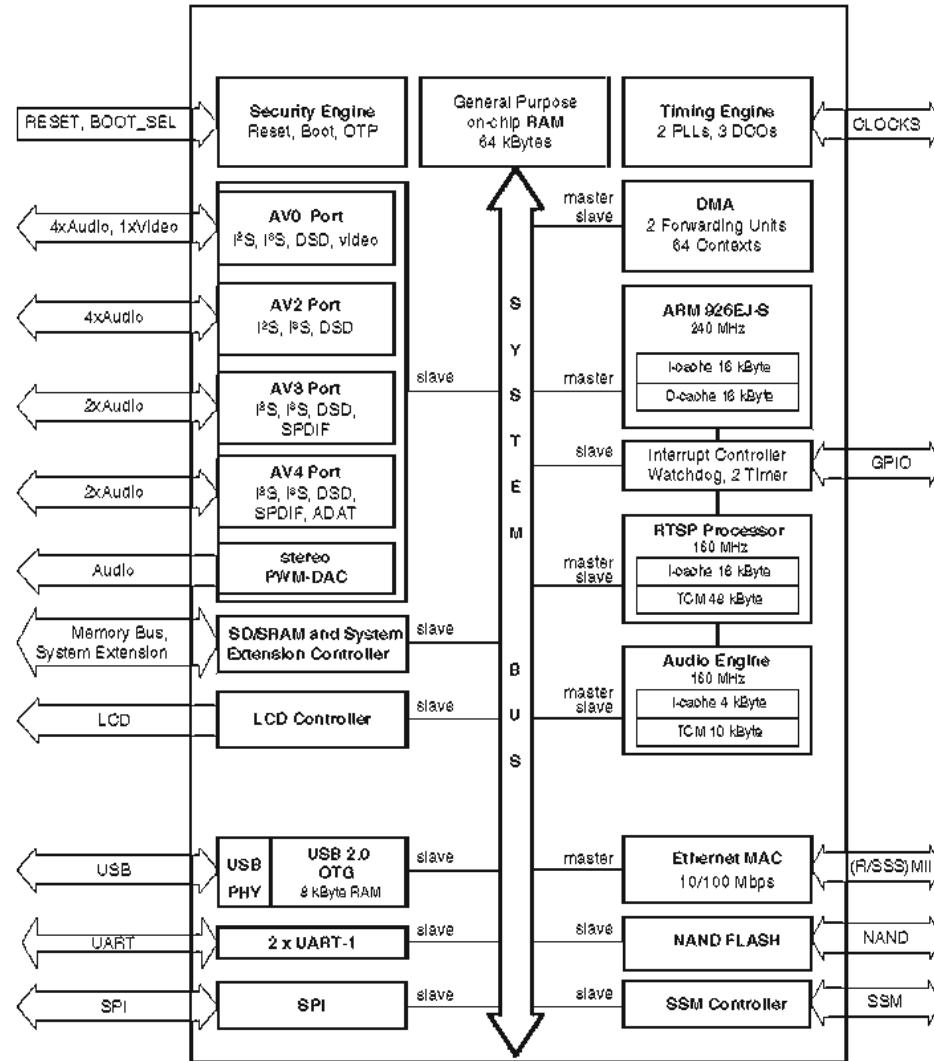 RESET, BOOT_SEL
Security Engine
Reset, Boot, OTP
General Purpose
on-chip RAM
64 kBytes
Timing Engine
2 PLLs, 3 DCOs
CLOCKS
4xAudio, 1xVideo
AV0 Port
I²S, I⁸S, DSD, video
master
slave
DMA
2 Forwarding Units
64 Contexts
4xAudio
AV2 Port
I²S, I⁸S, DSD
ARM 926EJ-S
240 MHz
I-cache 16 kByte
D-cache 16 kByte
slave
master
2xAudio
AV3 Port
I²S, I⁸S, DSD,
SPDIF
slave
Interrupt Controller
Watchdog, 2 Timer
GPIO
2xAudio
AV4 Port
I²S, I⁸S, DSD,
SPDIF, ADAT
master
slave
RTSP Processor
160 MHz
I-cache 16 kByte
TCM 48 kByte
Audio
stereo
PWM-DAC
Memory Bus,
System Extension
SD/SRAM and System
Extension Controller
slave
master
slave
Audio Engine
160 MHz
I-cache 4 kByte
TCM 10 kByte
LCD
LCD Controller
slave
SYSTEM BUS
USB
USB
PHY
USB 2.0
OTG
8 kByte RAM
slave
master
Ethernet MAC
10/100 Mbps
(R/SSS)MII
UART
2 x UART-1
slave
slave
NAND FLASH
NAND
SPI
SPI
slave
slave
SSM Controller
SSM